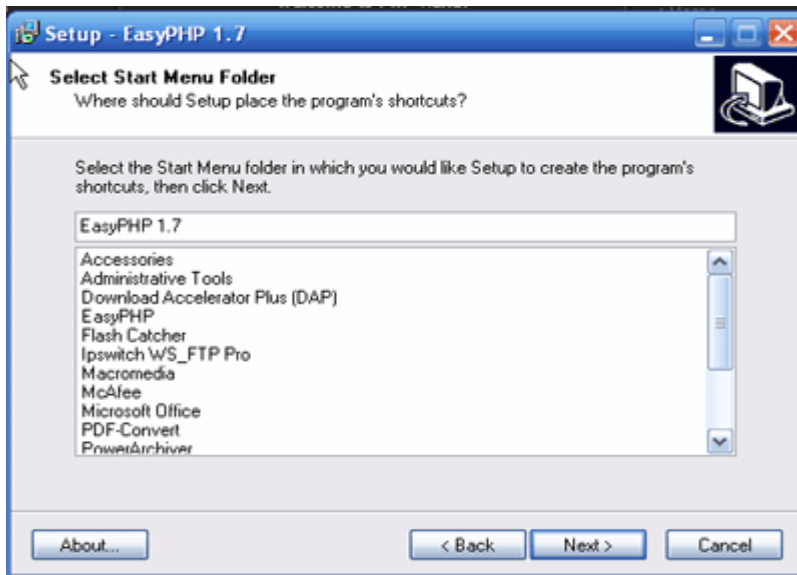 Setup - EasyPHP 1.7
Select Start Menu Folder
Where should Setup place the program's shortcuts?
Select the Start Menu folder in which you would like Setup to create the program's
shortcuts, then click Next.
EasyPHP 1.7
Accessories
Administrative Tools
Download Accelerator Plus (DAP)
EasyPHP
Flash Catcher
Ipswitch WS_FTP Pro
Macromedia
McAfee
Microsoft Office
PDF-Convert
PowerArchiver
About... < Back Next > Cancel